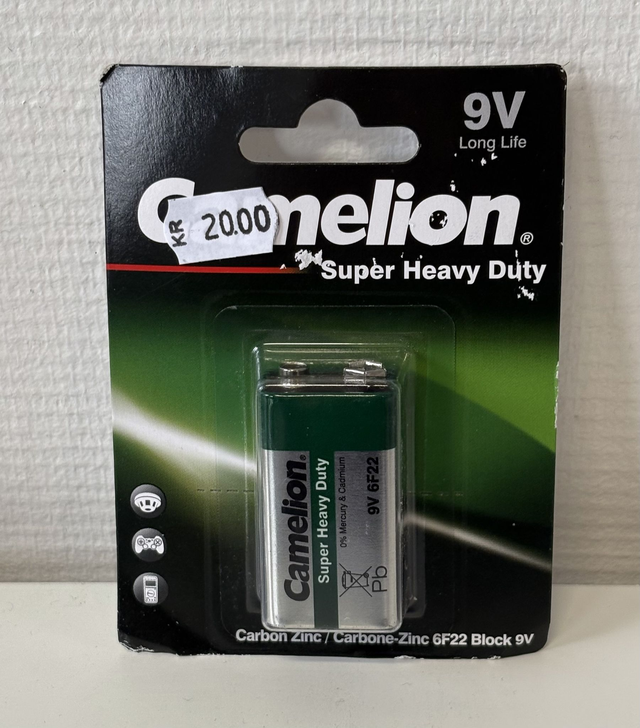 9V
Long Life
Camelion®
KR 20.00
Super Heavy Duty
Camelion®
Super Heavy Duty
0% Mercury & Cadmium
9V 6F22
Pb
Carbon Zinc / Carbone-Zinc 6F22 Block 9V